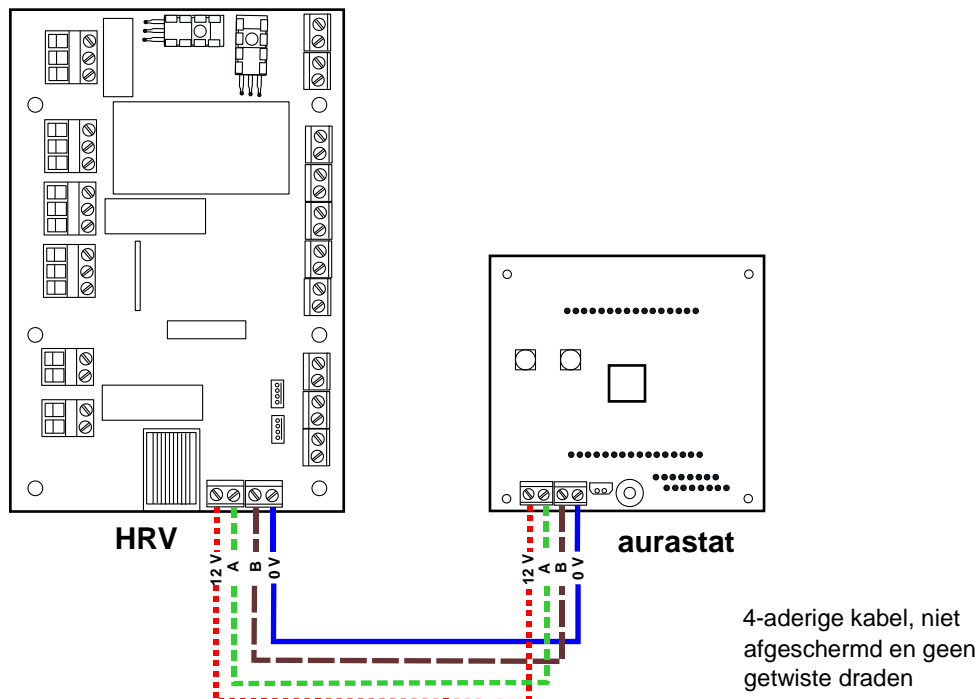 HRV
aurastat
12 V
A
B
0 V
12 V
A
B
0 V
4-aderige kabel, niet
afgeschermd en geen
getwiste draden